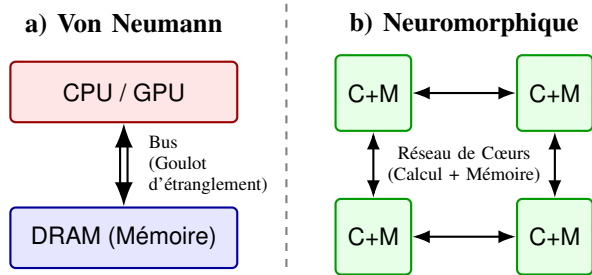 a) Von Neumann
CPU / GPU
Bus
(Goulot
d'étranglement)
DRAM (Mémoire)
b) Neuromorphique
C+M
C+M
Réseau de Cœurs
(Calcul + Mémoire)
C+M
C+M